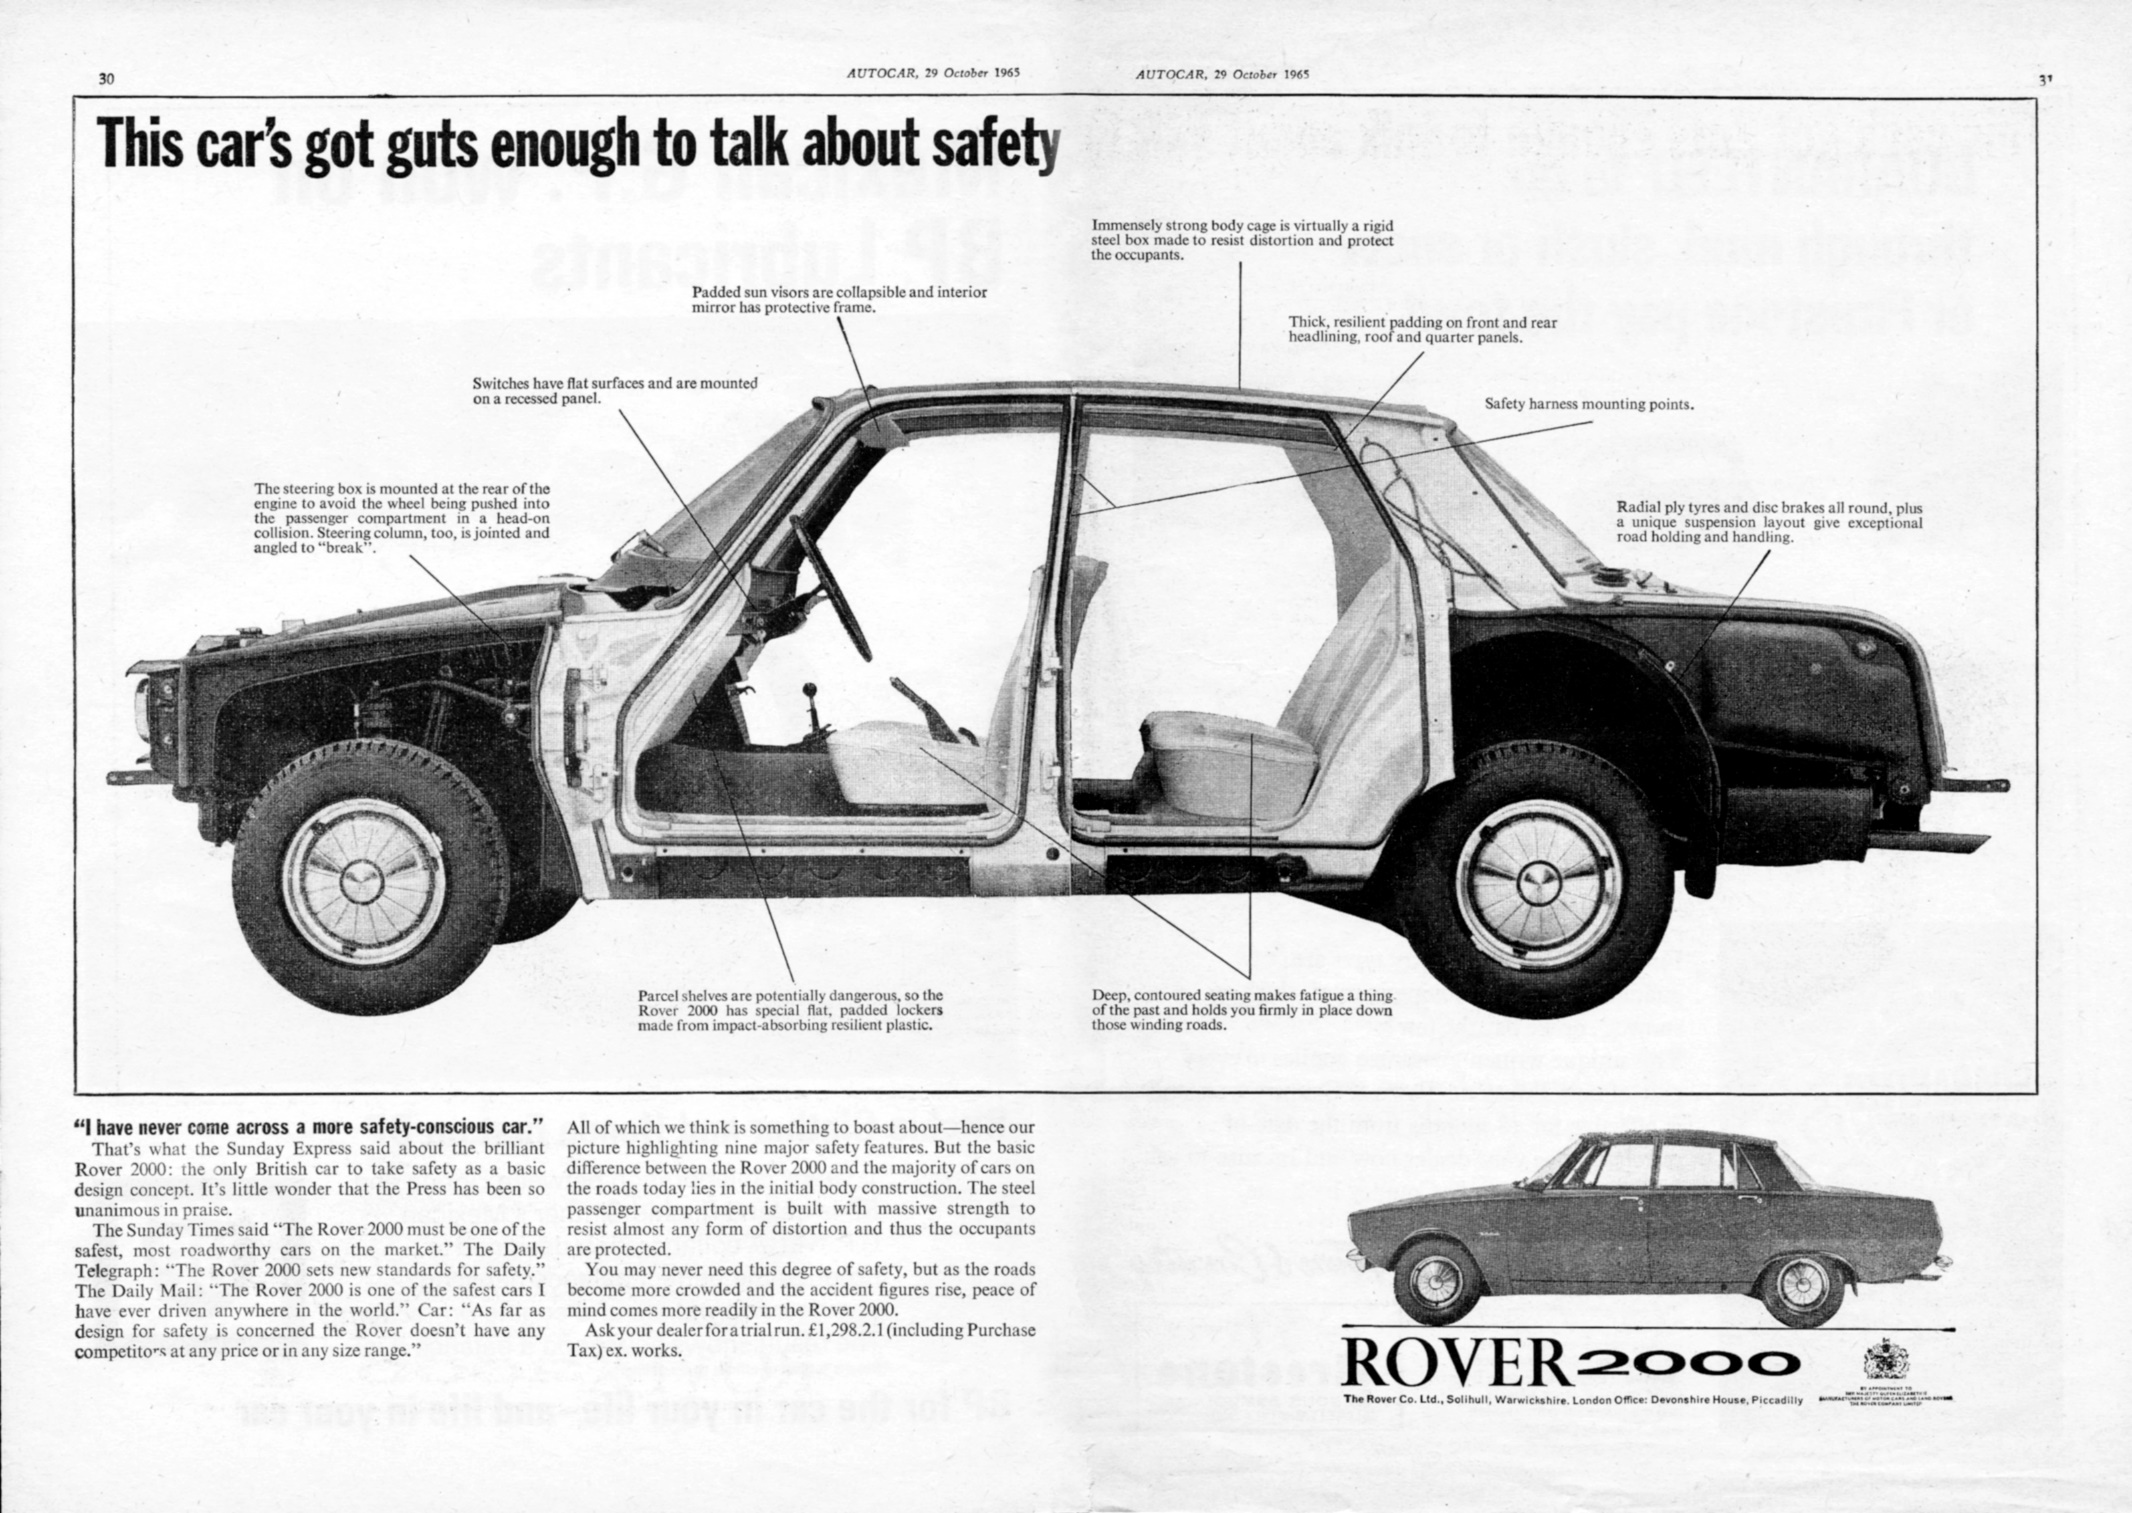 30
AUTOCAR, 29 October 1965
AUTOCAR, 29 October 1965
31
This car's got guts enough to talk about safety
Immensely strong body cage is virtually a rigid
steel box made to resist distortion and protect
the occupants.
Padded sun visors are collapsible and interior
mirror has protective frame.
Thick, resilient padding on front and rear
headlining, roof and quarter panels.
Switches have flat surfaces and are mounted
on a recessed panel.
Safety harness mounting points.
The steering box is mounted at the rear of the
engine to avoid the wheel being pushed into
the passenger compartment in a head-on
collision. Steering column, too, is jointed and
angled to "break".
Radial ply tyres and disc brakes all round, plus
a unique suspension layout give exceptional
road holding and handling.
Parcel shelves are potentially dangerous, so the
Rover 2000 has special flat, padded lockers
made from impact-absorbing resilient plastic.
Deep, contoured seating makes fatigue a thing
of the past and holds you firmly in place down
those winding roads.
"I have never come across a more safety-conscious car."
That's what the Sunday Express said about the brilliant
Rover 2000: the only British car to take safety as a basic
design concept. It's little wonder that the Press has been so
unanimous in praise.
The Sunday Times said "The Rover 2000 must be one of the
safest, most roadworthy cars on the market." The Daily
Telegraph: "The Rover 2000 sets new standards for safety."
The Daily Mail: "The Rover 2000 is one of the safest cars I
have ever driven anywhere in the world." Car: "As far as
design for safety is concerned the Rover doesn't have any
competitors at any price or in any size range."
All of which we think is something to boast about—hence our
picture highlighting nine major safety features. But the basic
difference between the Rover 2000 and the majority of cars on
the roads today lies in the initial body construction. The steel
passenger compartment is built with massive strength to
resist almost any form of distortion and thus the occupants
are protected.
You may never need this degree of safety, but as the roads
become more crowded and the accident figures rise, peace of
mind comes more readily in the Rover 2000.
Ask your dealer for a trial run. £1,298.2.1 (including Purchase
Tax) ex. works.
ROVER 2000
The Rover Co. Ltd., Solihull, Warwickshire. London Office: Devonshire House, Piccadilly
BY APPOINTMENT TO
HER MAJESTY QUEEN ELIZABETH II
MANUFACTURERS OF MOTOR CARS AND LAND ROVERS
THE ROVER COMPANY LIMITED